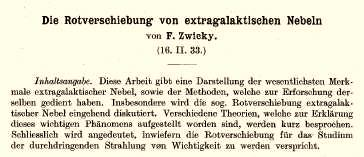 Die Rotverschiebung von extragalaktischen Nebeln
von F. Zwicky.
(16. II. 33.)
Inhaltsangabe. Diese Arbeit gibt eine Darstellung der wesentlichsten Merk-
male extragalaktischer Nebel, sowie der Methoden, welche zur Erforschung der-
selben gedient haben. Insbesondere wird die sog. Rotverschiebung extragalak-
tischer Nebel eingehend diskutiert. Verschiedene Theorien, welche zur Erklärung
dieses wichtigen Phänomens aufgestellt worden sind, werden kurz besprochen.
Schliesslich wird angedeutet, inwiefern die Rotverschiebung für das Studium
der durchdringenden Strahlung von Wichtigkeit zu werden verspricht.